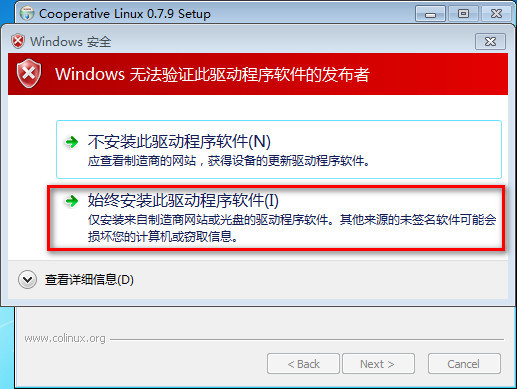 Cooperative Linux 0.7.9 Setup
Windows 安全
Windows 无法验证此驱动程序软件的发布者
不安装此驱动程序软件(N)
应查看制造商的网站，获得设备的更新驱动程序软件。
始终安装此驱动程序软件(I)
仅安装来自制造商网站或光盘的驱动程序软件。其他来源的未签名软件可能会
损坏您的计算机或窃取信息。
查看详细信息(D)
www.colinux.org
< Back
Next >
Cancel